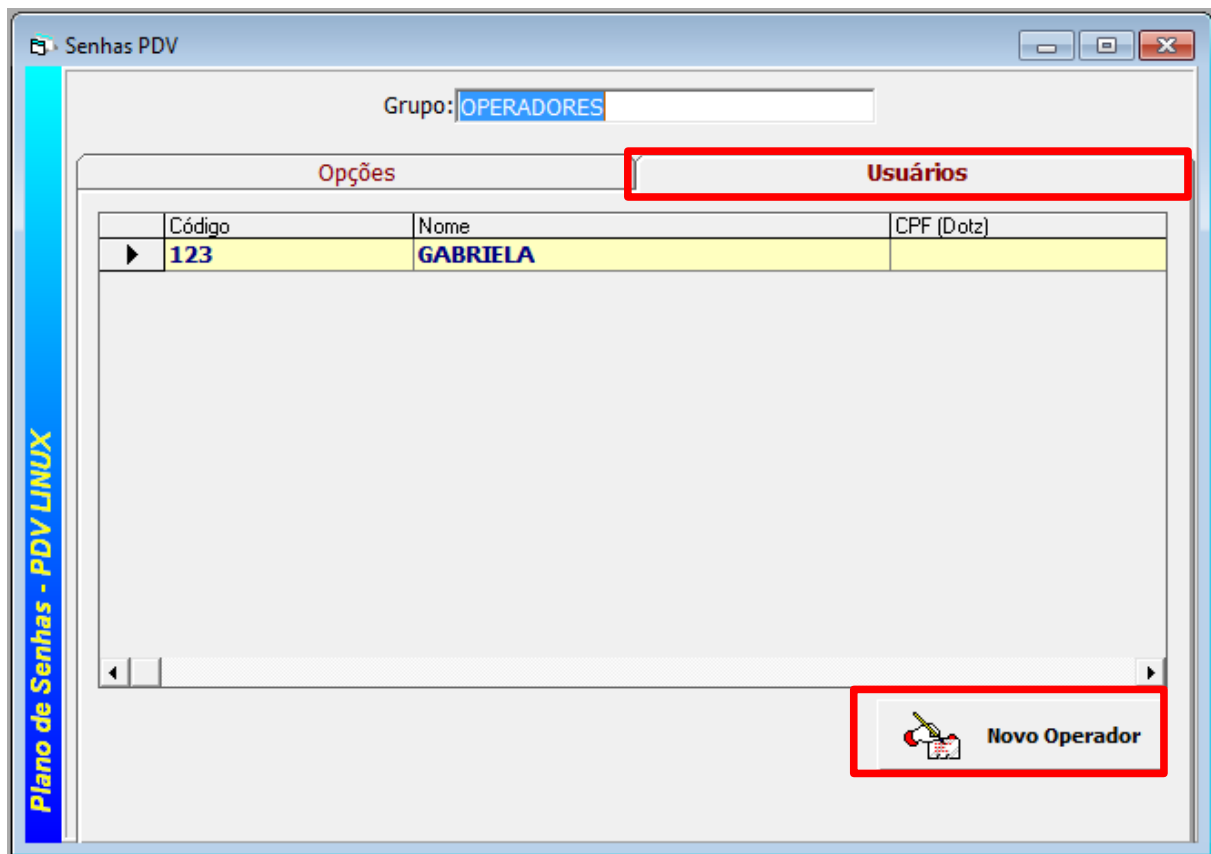 Senhas PDV
Grupo: OPERADORES
Opções Usuários
Código Nome CPF (Dotz)
123 GABRIELA
Novo Operador
Plano de Senhas - PDV LINUX